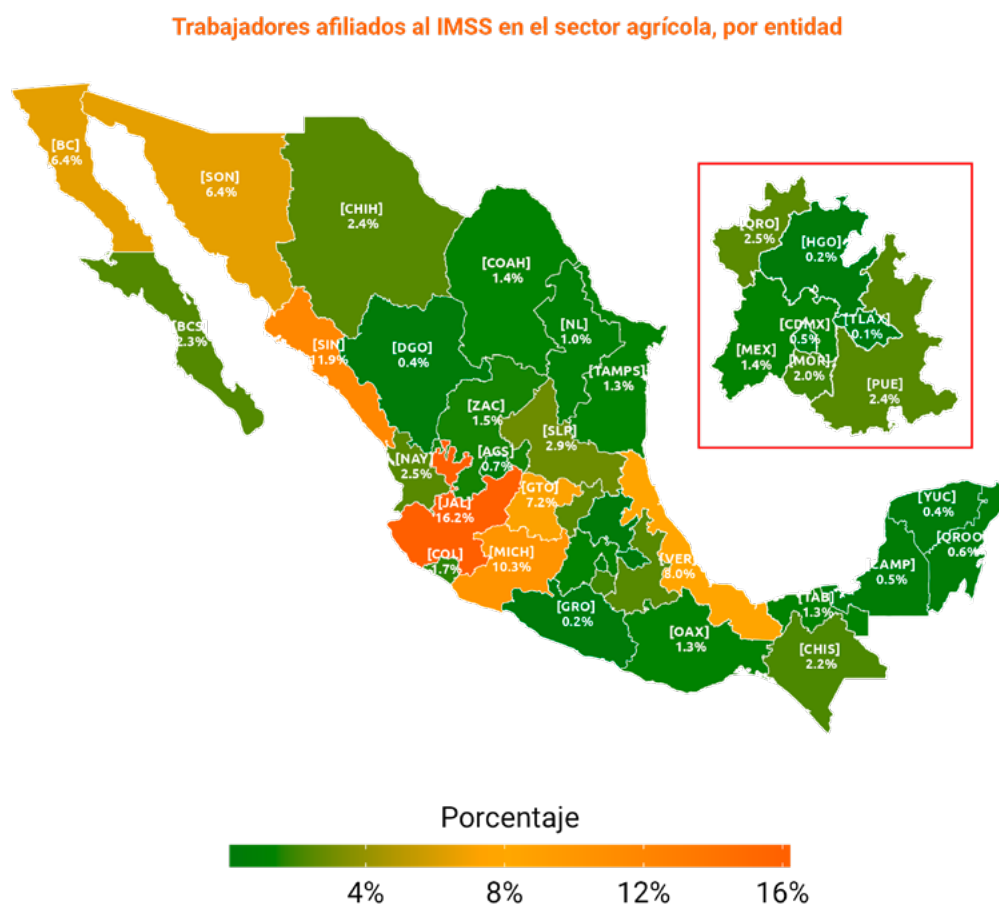 Trabajadores afiliados al IMSS en el sector agrícola, por entidad
[BC]
6.4%
[SON]
6.4%
[CHIH]
2.4%
[COAH]
1.4%
[BCS]
2.3%
[SIN]
11.9%
[DGO]
0.4%
[NL]
1.0%
[TAMPS]
1.3%
[ZAC]
1.5%
[SLP]
2.9%
[NAY]
2.5%
[AGS]
0.7%
[GTO]
7.2%
[JAL]
16.2%
[COL]
1.7%
[MICH]
10.3%
[VER]
8.0%
[GRO]
0.2%
[OAX]
1.3%
[TAB]
1.3%
[CHIS]
2.2%
[CAMP]
0.5%
[YUC]
0.4%
[QROO]
0.6%
[QRO]
2.5%
[HGO]
0.2%
[CDMX]
0.5%
[TLAX]
0.1%
[MEX]
1.4%
[MOR]
2.0%
[PUE]
2.4%
Porcentaje
4% 8% 12% 16%